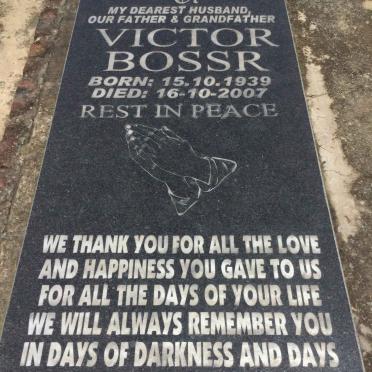 MY DEAREST HUSBAND,
OUR FATHER & GRANDFATHER
VICTOR
BOSSR
BORN: 15.10.1939
DIED: 16-10-2007
REST IN PEACE
WE THANK YOU FOR ALL THE LOVE
AND HAPPINESS YOU GAVE TO US
FOR ALL THE DAYS OF YOUR LIFE
WE WILL ALWAYS REMEMBER YOU
IN DAYS OF DARKNESS AND DAYS